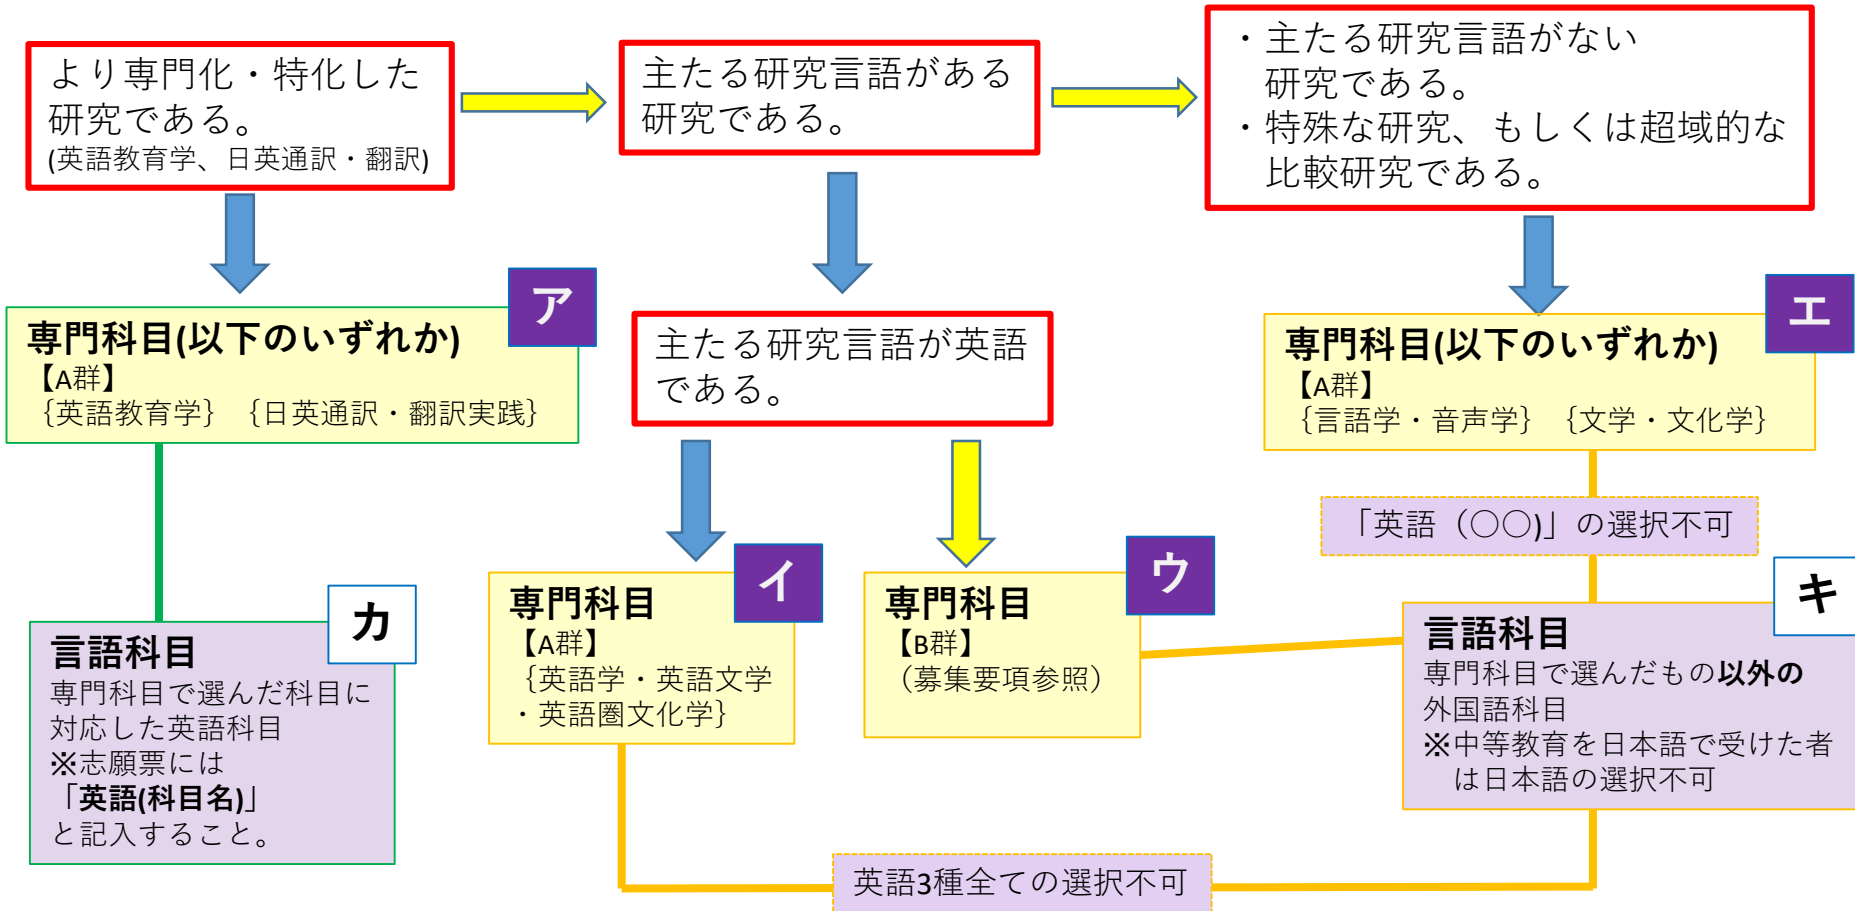 より専門化・特化した
研究である。
(英語教育学、日英通訳・翻訳)
主たる研究言語がある
研究である。
・主たる研究言語がない
研究である。
・特殊な研究、もしくは超域的な
比較研究である。
ア
専門科目(以下のいずれか)
【A群】
{英語教育学} {日英通訳・翻訳実践}
主たる研究言語が英語
である。
エ
専門科目(以下のいずれか)
【A群】
{言語学・音声学} {文学・文化学}
「英語（○○)」の選択不可
カ
言語科目
専門科目で選んだ科目に
対応した英語科目
※志願票には
「英語(科目名)」
と記入すること。
イ
専門科目
【A群】
{英語学・英語文学
・英語圏文化学}
ウ
専門科目
【B群】
（募集要項参照）
キ
言語科目
専門科目で選んだもの以外の
外国語科目
※中等教育を日本語で受けた者
は日本語の選択不可
英語3種全ての選択不可